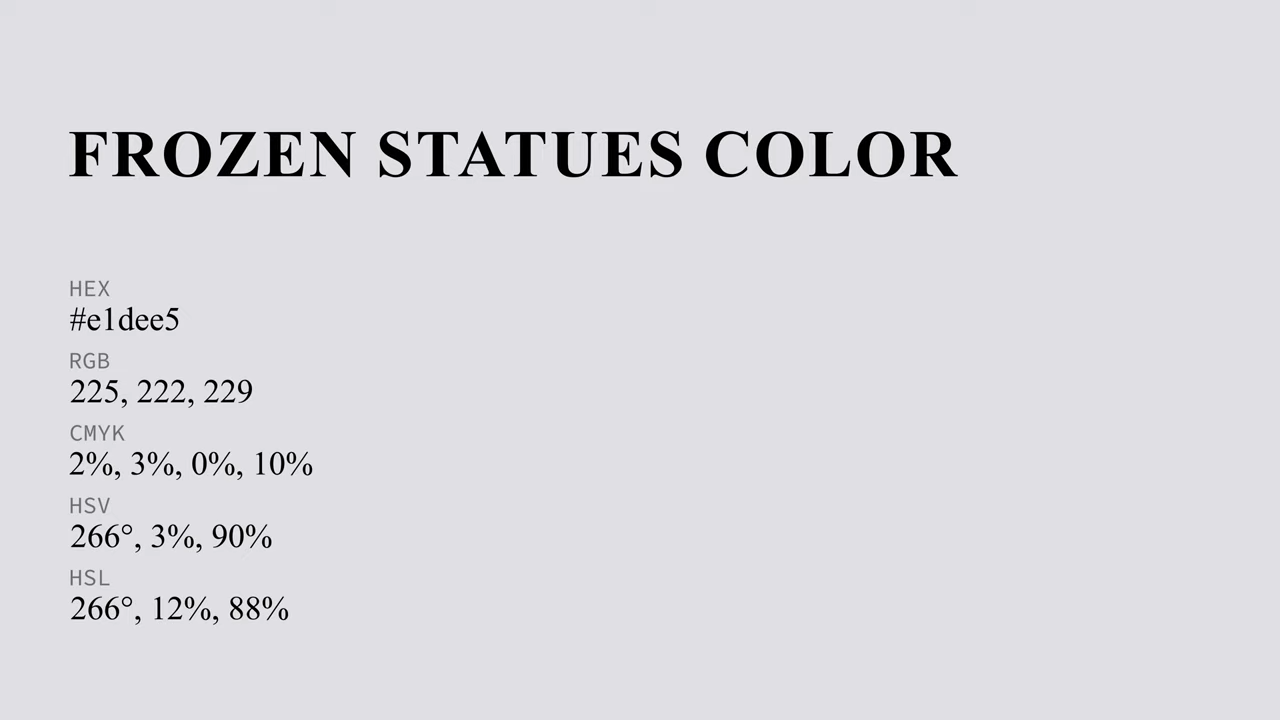 FROZEN STATUES COLOR
HEX
#e1dee5
RGB
225, 222, 229
CMYK
2%, 3%, 0%, 10%
HSV
266°, 3%, 90%
HSL
266°, 12%, 88%